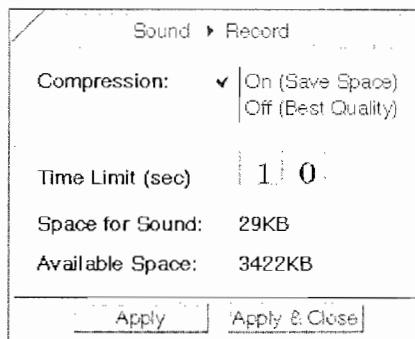 Sound ▸ Record
Compression: ✓ On (Save Space)
Off (Best Quality)
Time Limit (sec) 1 0
Space for Sound: 29KB
Available Space: 3422KB
Apply Apply & Close